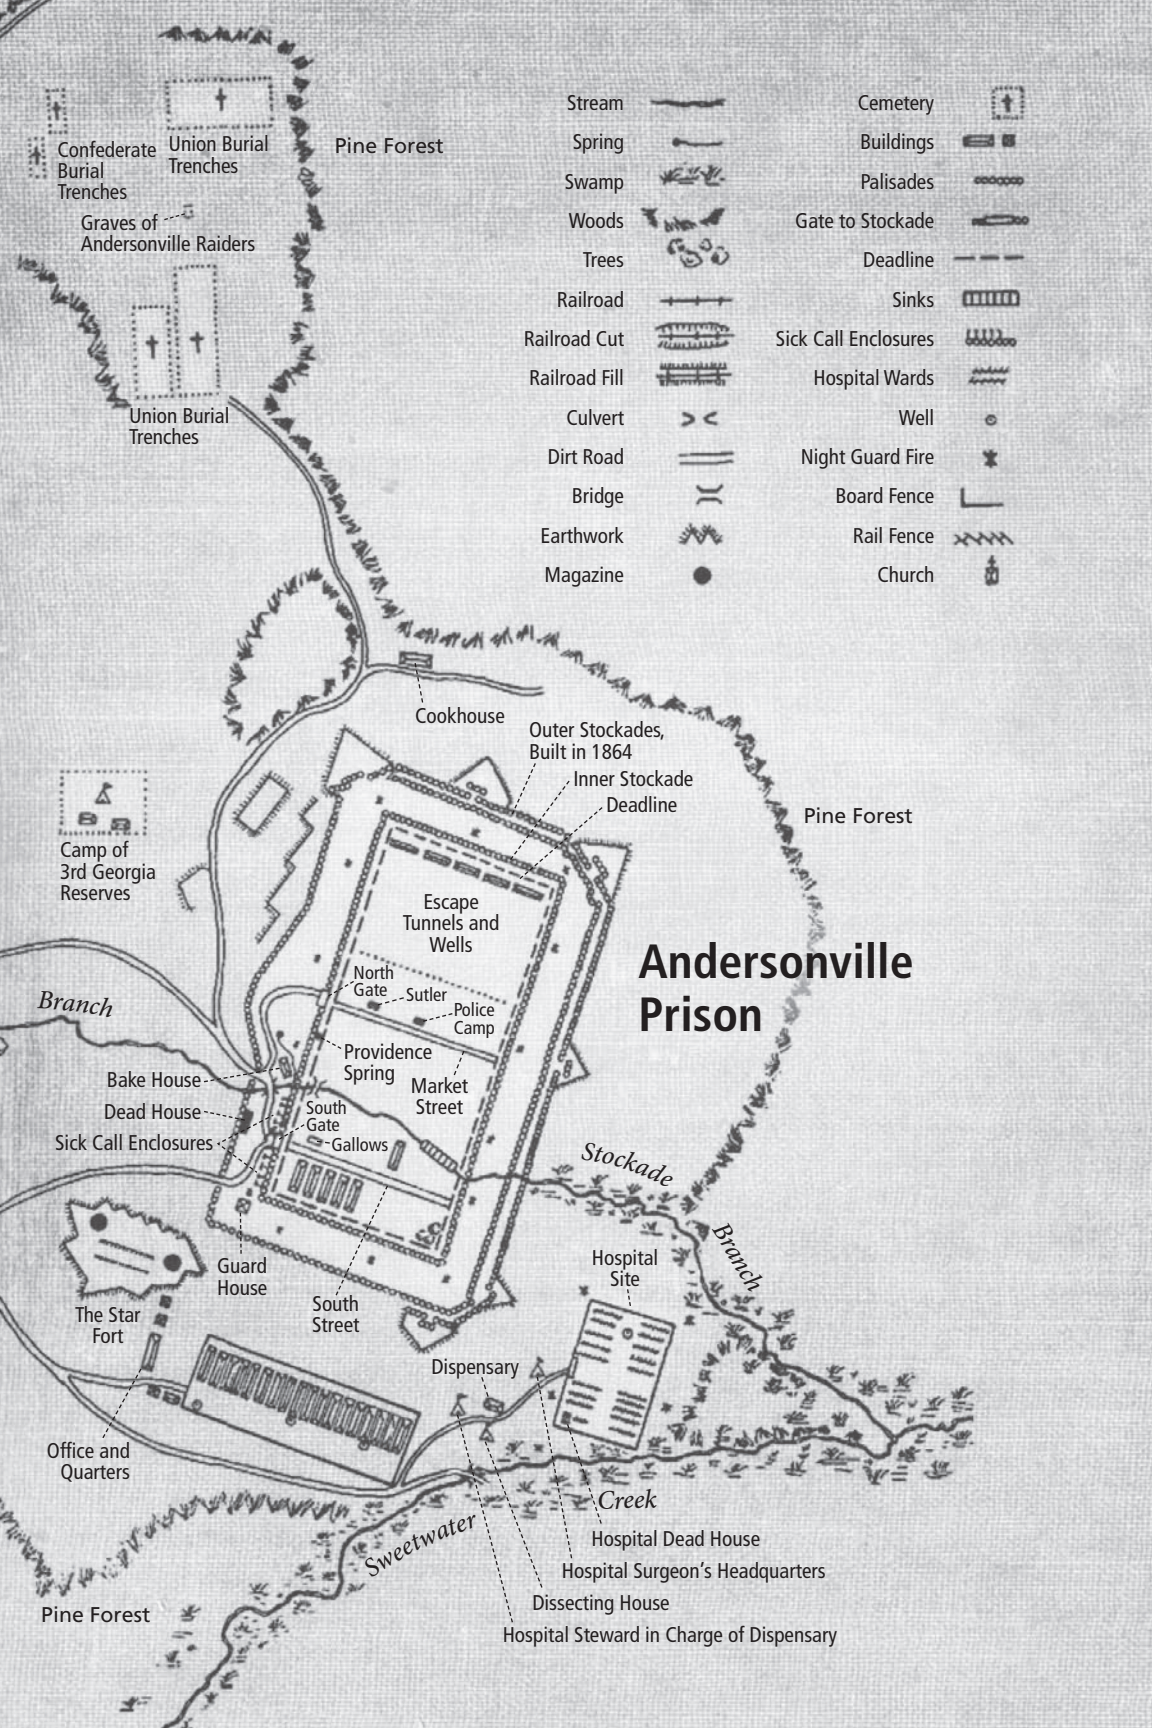 Confederate
Burial
Trenches
Union Burial
Trenches
Pine Forest
Graves of
Andersonville Raiders
Union Burial
Trenches
Stream
Spring
Swamp
Woods
Trees
Railroad
Railroad Cut
Railroad Fill
Culvert
Dirt Road
Bridge
Earthwork
Magazine
Cemetery
Buildings
Palisades
Gate to Stockade
Deadline
Sinks
Sick Call Enclosures
Hospital Wards
Well
Night Guard Fire
Board Fence
Rail Fence
Church
Cookhouse
Outer Stockades,
Built in 1864
Inner Stockade
Deadline
Pine Forest
Camp of
3rd Georgia
Reserves
Escape
Tunnels and
Wells
Andersonville
Prison
North
Gate
Sutler
Police
Camp
Branch
Providence
Spring
Market
Street
Bake House
Dead House
Sick Call Enclosures
South
Gate
Gallows
Stockade
Branch
Guard
House
South
Street
The Star
Fort
Hospital
Site
Dispensary
Office and
Quarters
Sweetwater
Creek
Hospital Dead House
Hospital Surgeon's Headquarters
Dissecting House
Hospital Steward in Charge of Dispensary
Pine Forest